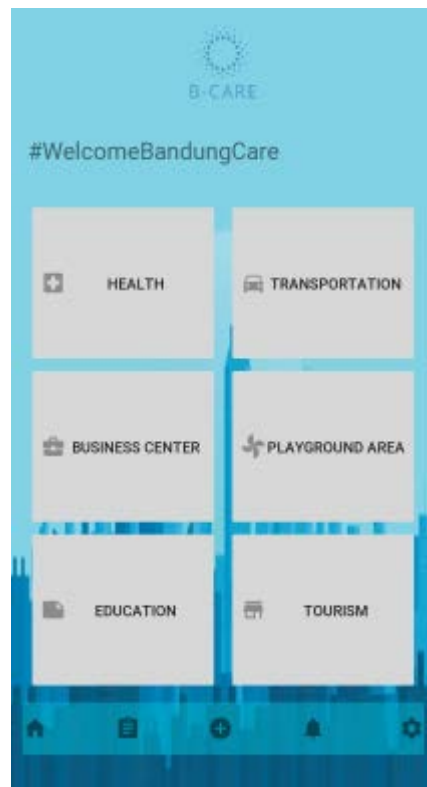 B-CARE
#WelcomeBandungCare
HEALTH
TRANSPORTATION
BUSINESS CENTER
PLAYGROUND AREA
EDUCATION
TOURISM